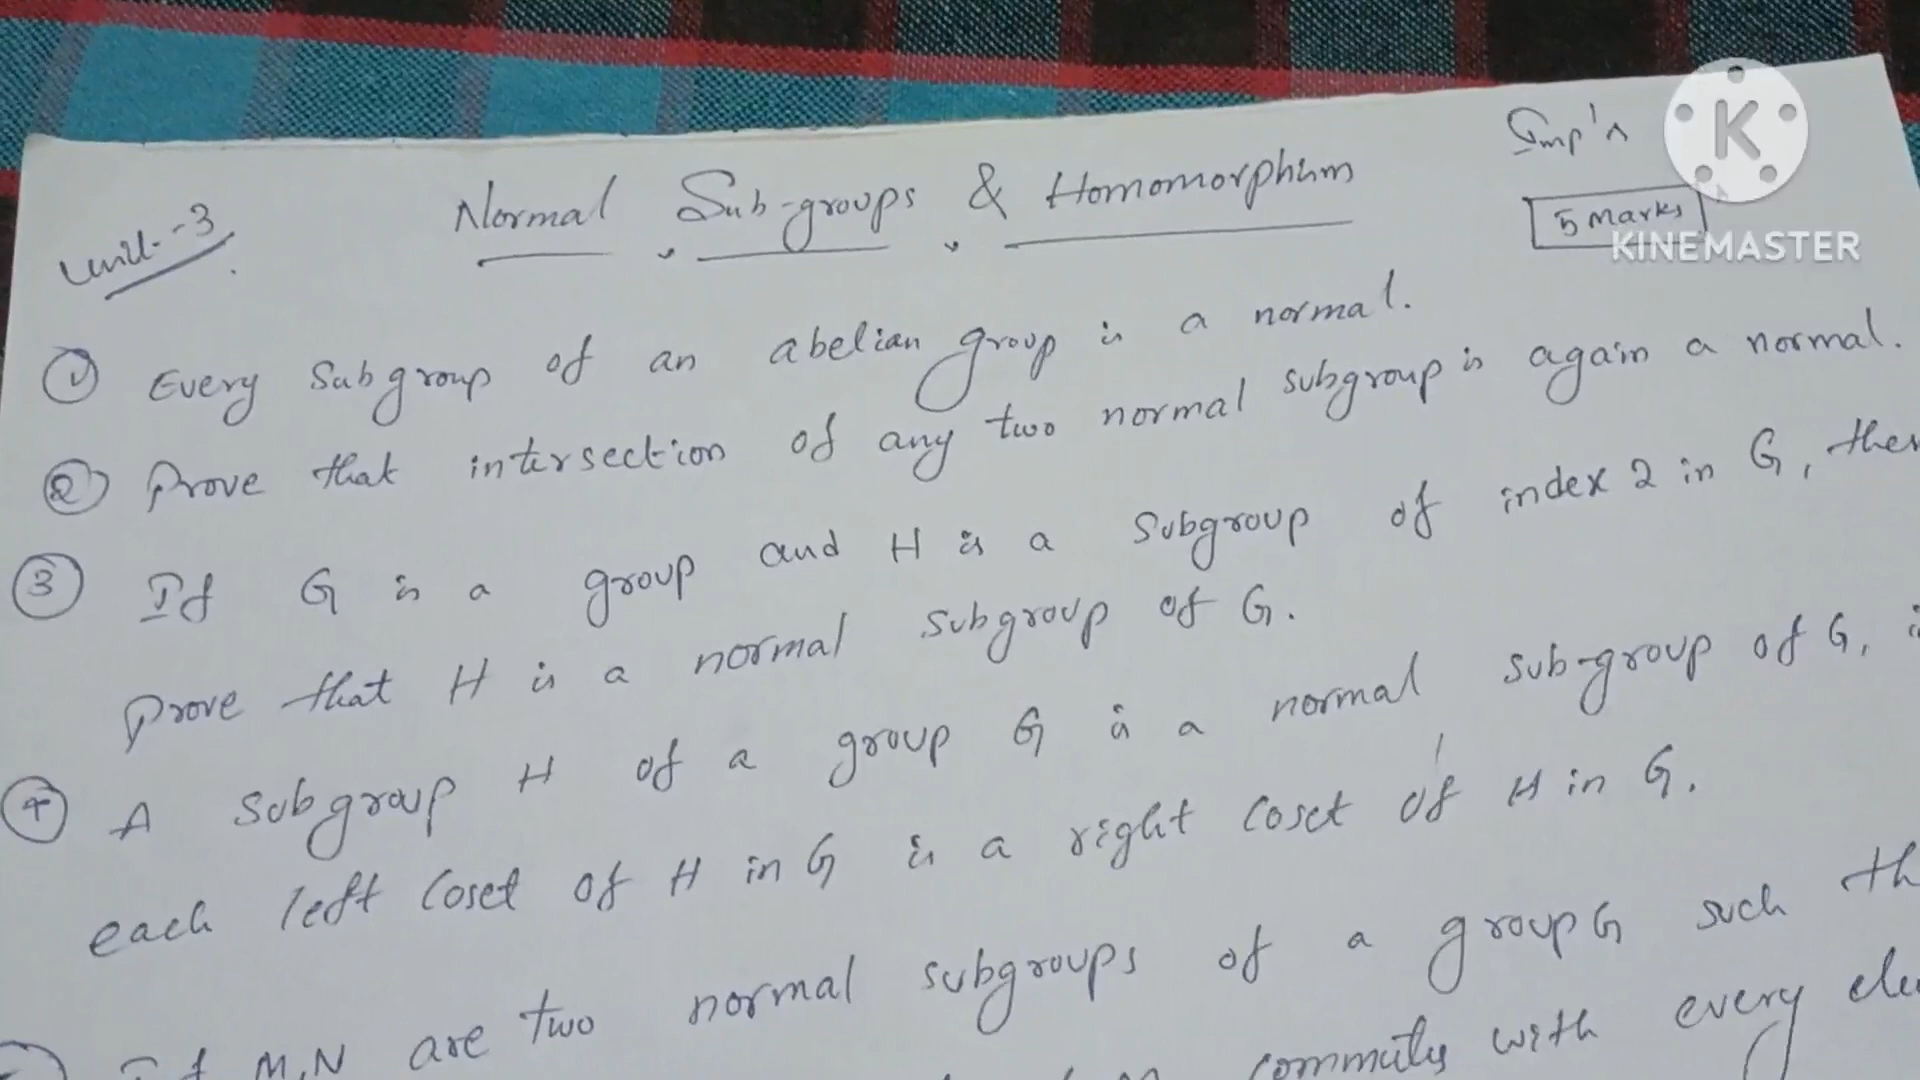 Unit-3
Normal Sub-groups & Homomorphism
Imp's
5 Marks
K
KINEMASTER
① Every Subgroup of an abelian group is a normal.
② Prove that intersection of any two normal subgroup is again a normal.
③ If G is a group and H is a subgroup of index 2 in G, then
Prove that H is a normal subgroup of G.
④ A subgroup H of a group G is a normal sub-group of G,
each left Coset of H in G is a right Coset of H in G.
If M,N are two normal subgroups of a group G such
commutes with every